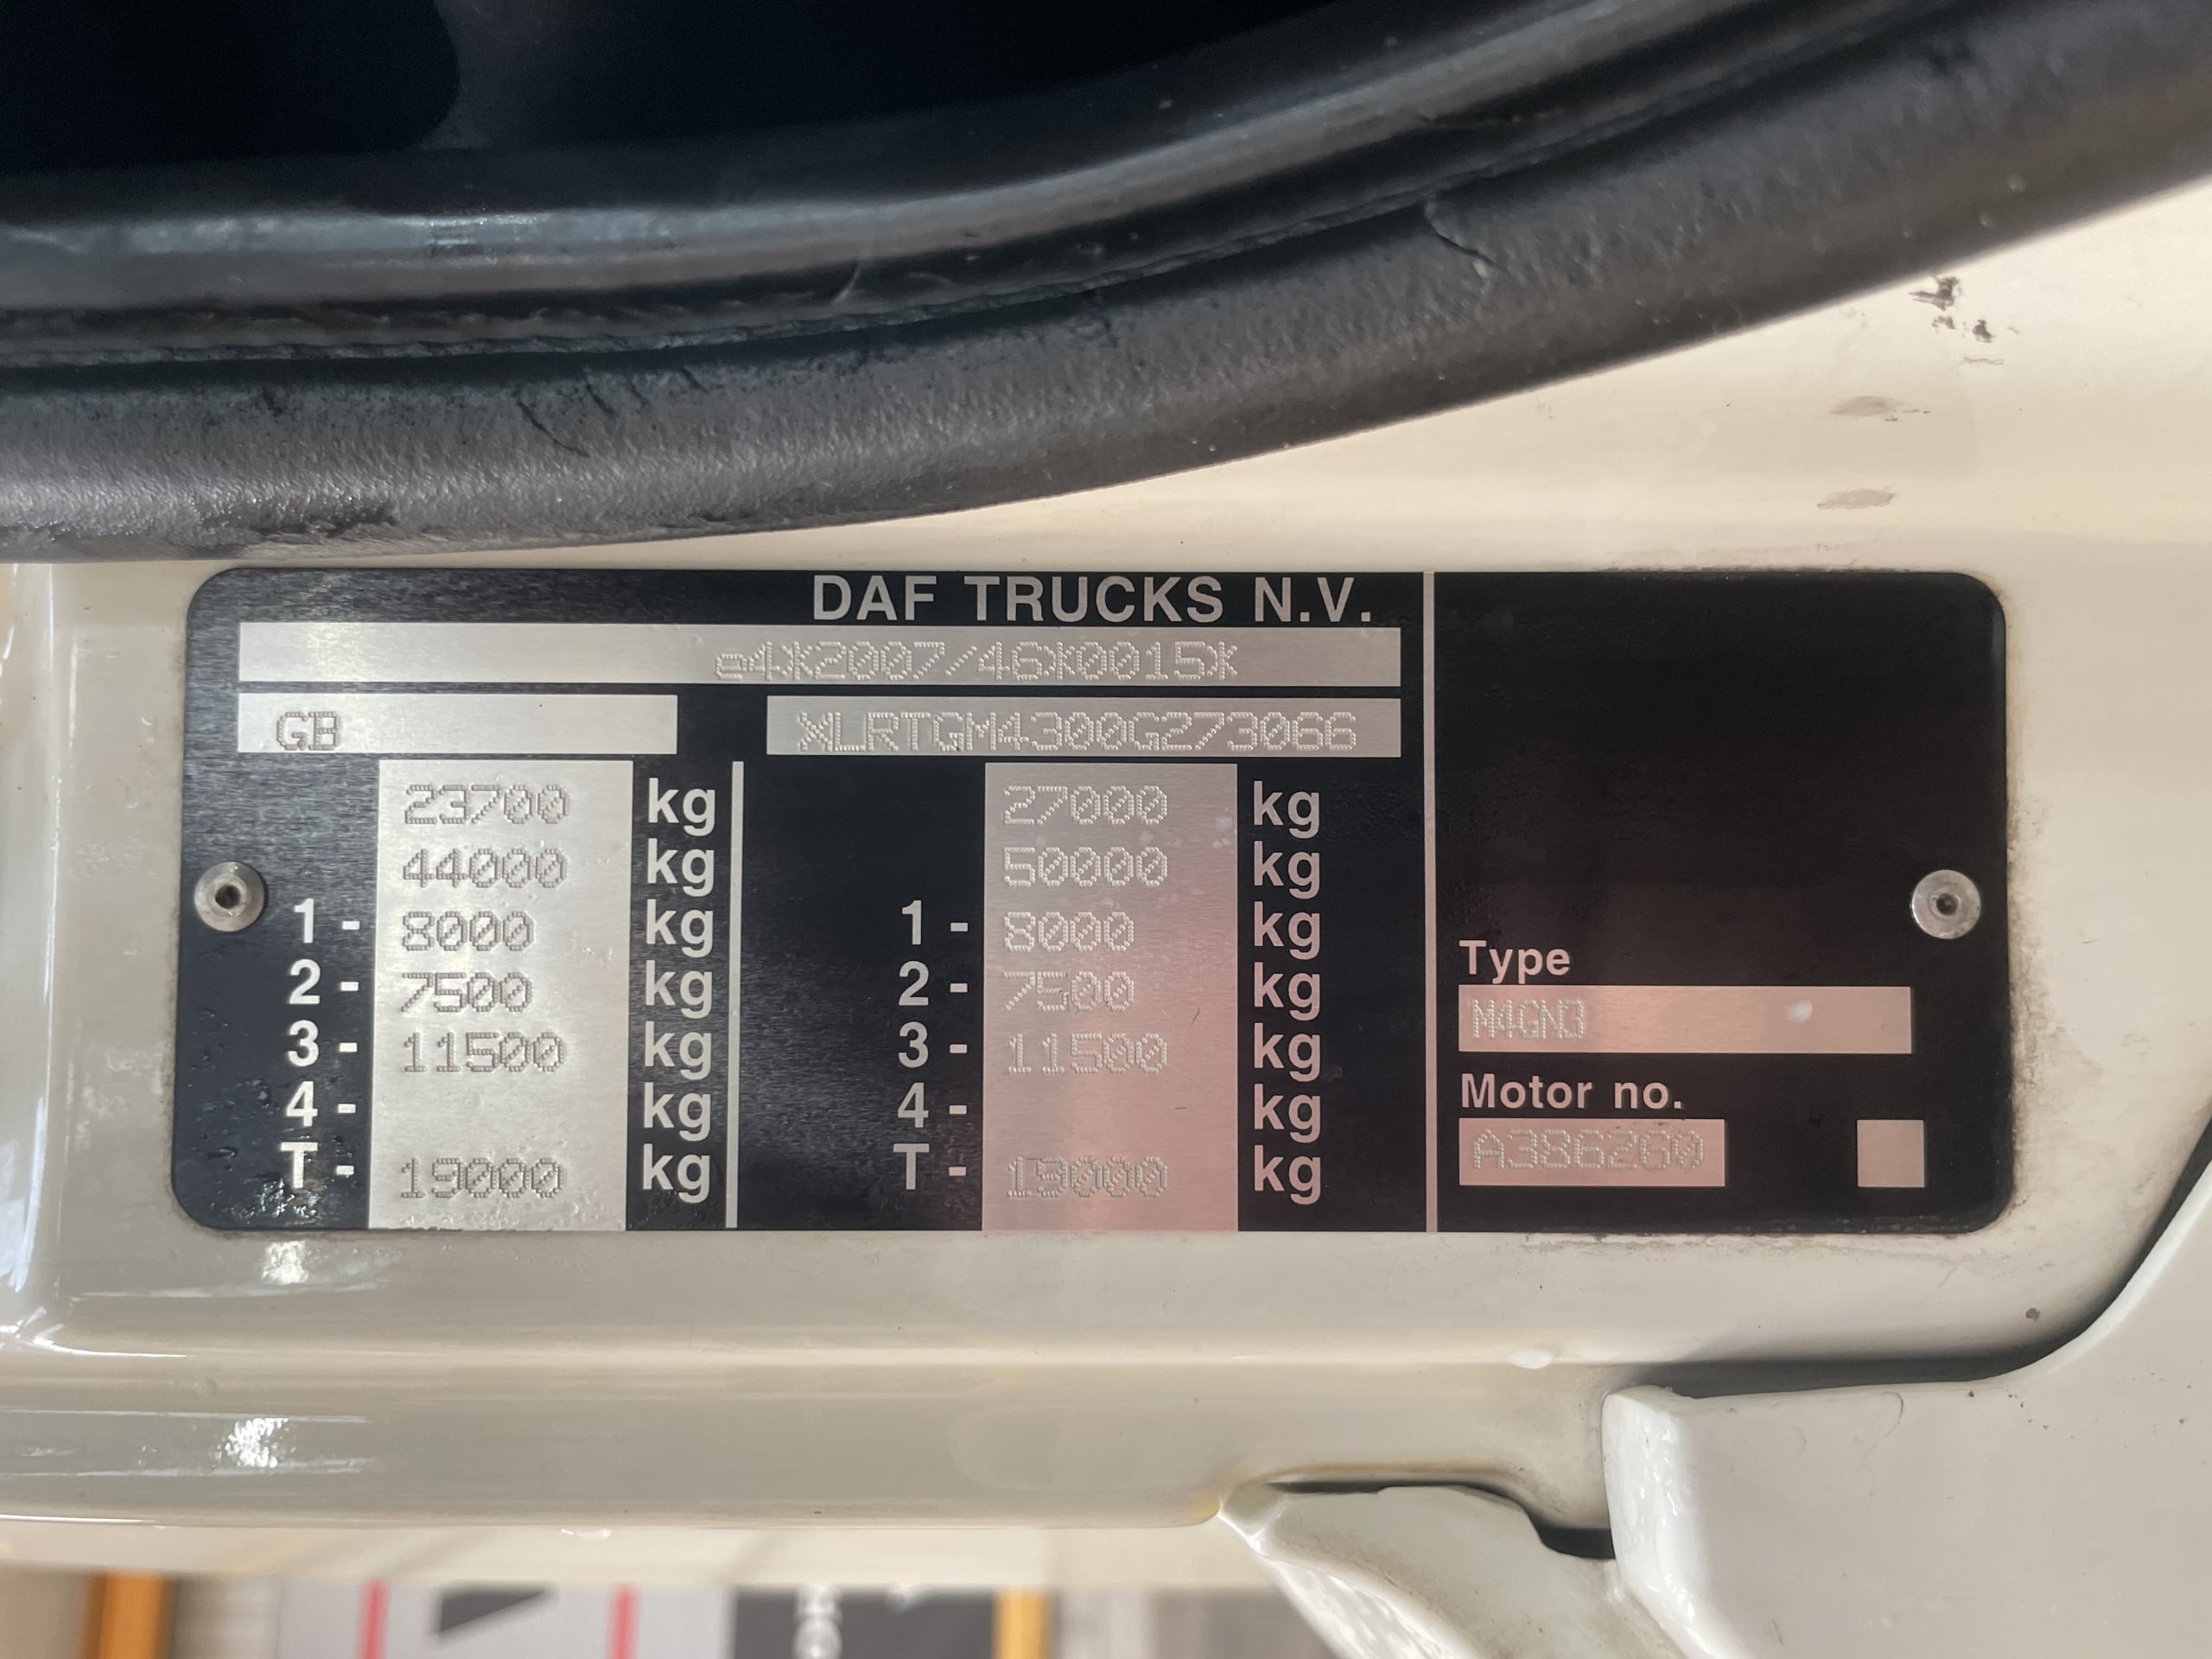 DAF TRUCKS N.V.
e4*2007/46*0015*
GB XLRTGM4300G273066
23700 kg 27000 kg
44000 kg 50000 kg
1 - 8000 kg 1 - 8000 kg
2 - 7500 kg 2 - 7500 kg
3 - 11500 kg 3 - 11500 kg
4 - kg 4 - kg
T - 19000 kg T - 19000 kg
Type
M4GN3
Motor no.
A386260